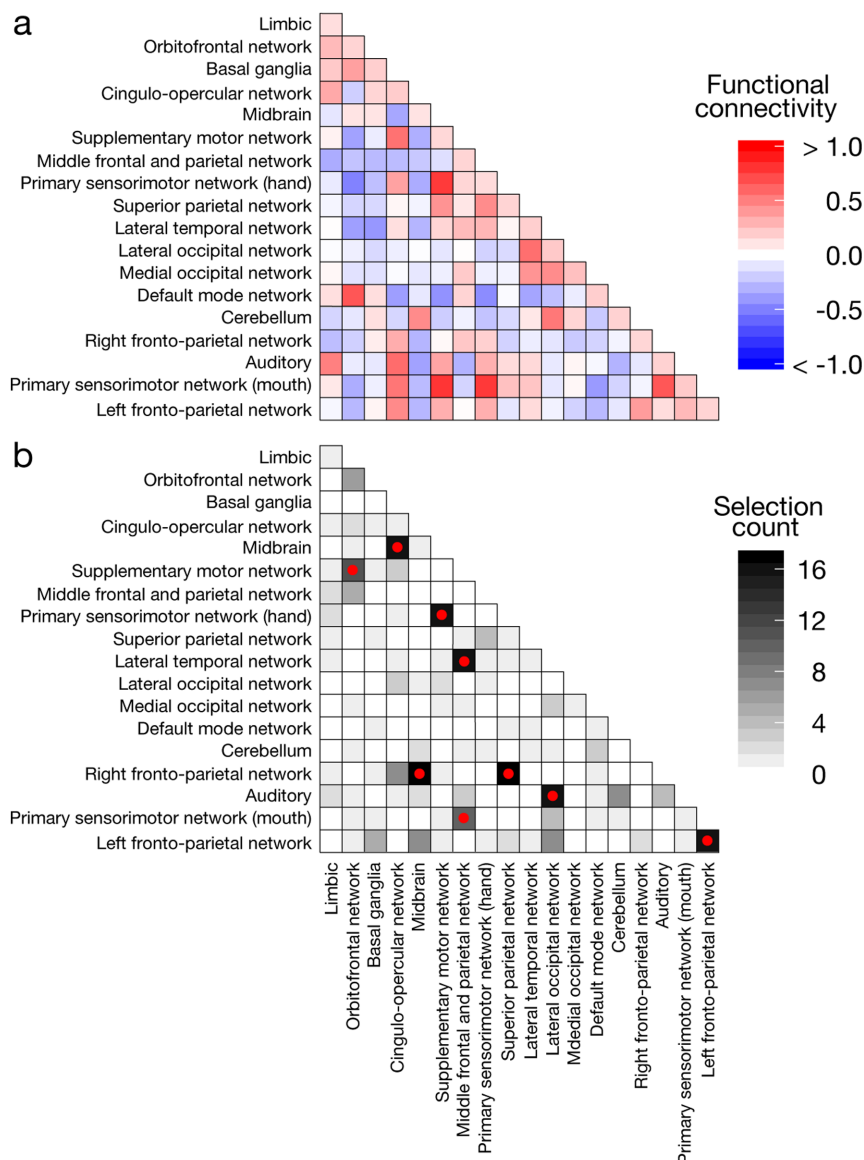 a
Limbic
Orbitofrontal network
Basal ganglia
Cingulo-opercular network
Midbrain
Supplementary motor network
Middle frontal and parietal network
Primary sensorimotor network (hand)
Superior parietal network
Lateral temporal network
Lateral occipital network
Medial occipital network
Default mode network
Cerebellum
Right fronto-parietal network
Auditory
Primary sensorimotor network (mouth)
Left fronto-parietal network
Functional
connectivity
> 1.0
0.5
0.0
-0.5
< -1.0
b
Limbic
Orbitofrontal network
Basal ganglia
Cingulo-opercular network
Midbrain
Supplementary motor network
Middle frontal and parietal network
Primary sensorimotor network (hand)
Superior parietal network
Lateral temporal network
Lateral occipital network
Medial occipital network
Default mode network
Cerebellum
Right fronto-parietal network
Auditory
Primary sensorimotor network (mouth)
Left fronto-parietal network
Selection
count
16
12
8
4
0
Limbic
Orbitofrontal network
Basal ganglia
Cingulo-opercular network
Midbrain
Supplementary motor network
Middle frontal and parietal network
Primary sensorimotor network (hand)
Superior parietal network
Lateral temporal network
Lateral occipital network
Mdedial occipital network
Default mode network
Cerebellum
Right fronto-parietal network
Auditory
Primary sensorimotor network (mouth)
Left fronto-parietal network